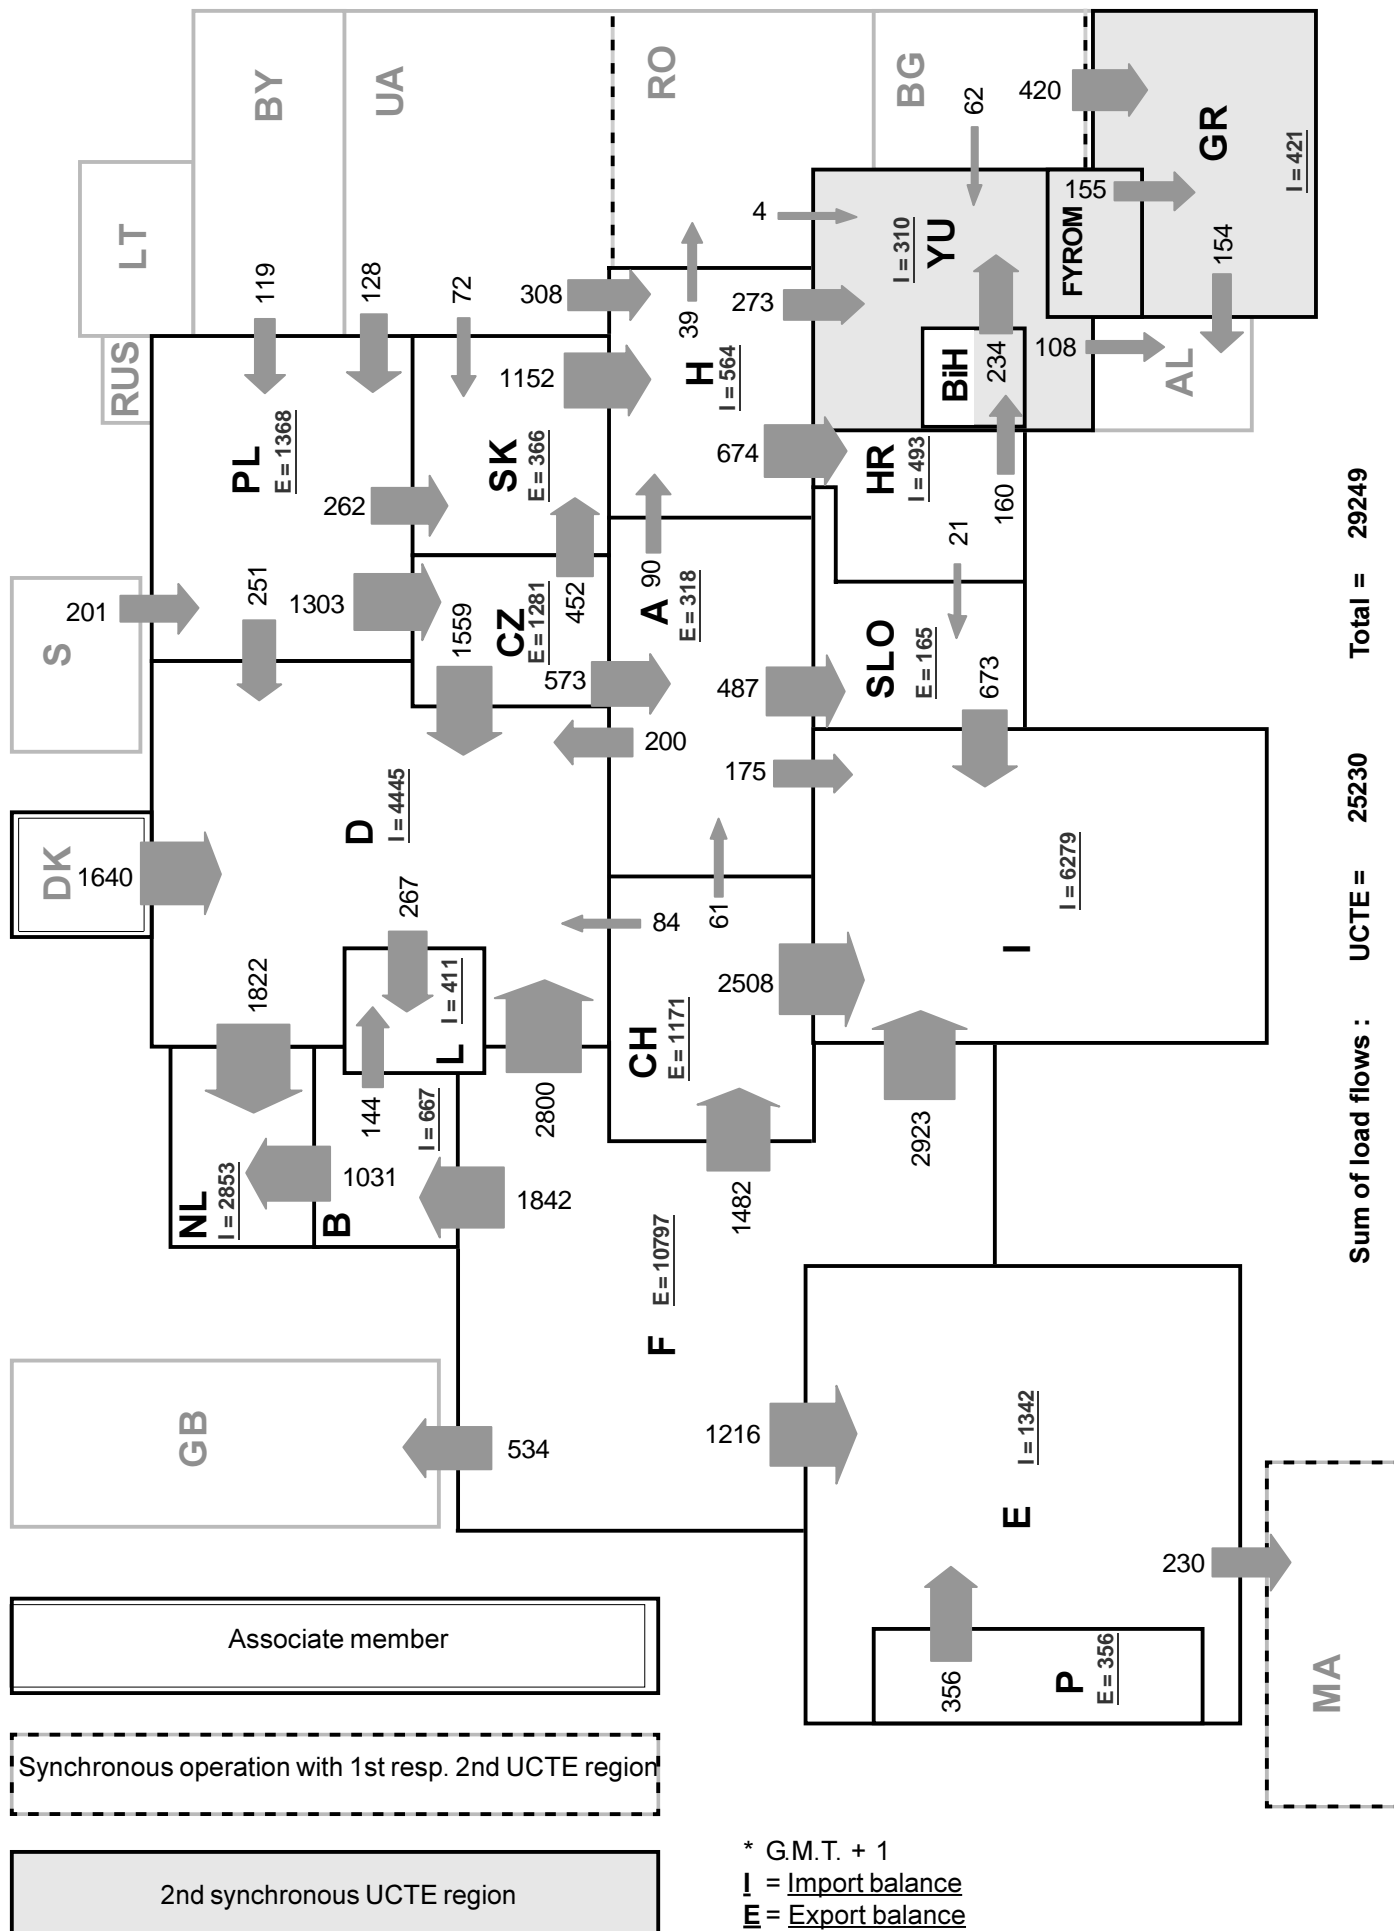 BY
UA
RO
BG
62
420
GR
I = 421
LT
119
128
72
308
39
4
273
I = 310
YU
FYROM
155
154
RUS
PL
E = 1368
262
1152
SK
E = 366
H
I = 564
674
BiH
234
108
AL
HR
I = 493
160
21
S
201
251
1303
1559
CZ
E = 1281
452
573
90
A
E = 318
487
SLO
E = 165
673
DK
1640
D
I = 4445
200
175
267
84
61
I
I = 6279
1822
L
I = 411
2800
CH
E = 1171
2508
2923
NL
I = 2853
144
I = 667
B
1031
1842
1482
F
E = 10797
GB
534
1216
E
I = 1342
230
MA
356
P
E = 356
Sum of load flows : UCTE = 25230 Total = 29249
Associate member
Synchronous operation with 1st resp. 2nd UCTE region
2nd synchronous UCTE region
* G.M.T. + 1
I = Import balance
E = Export balance